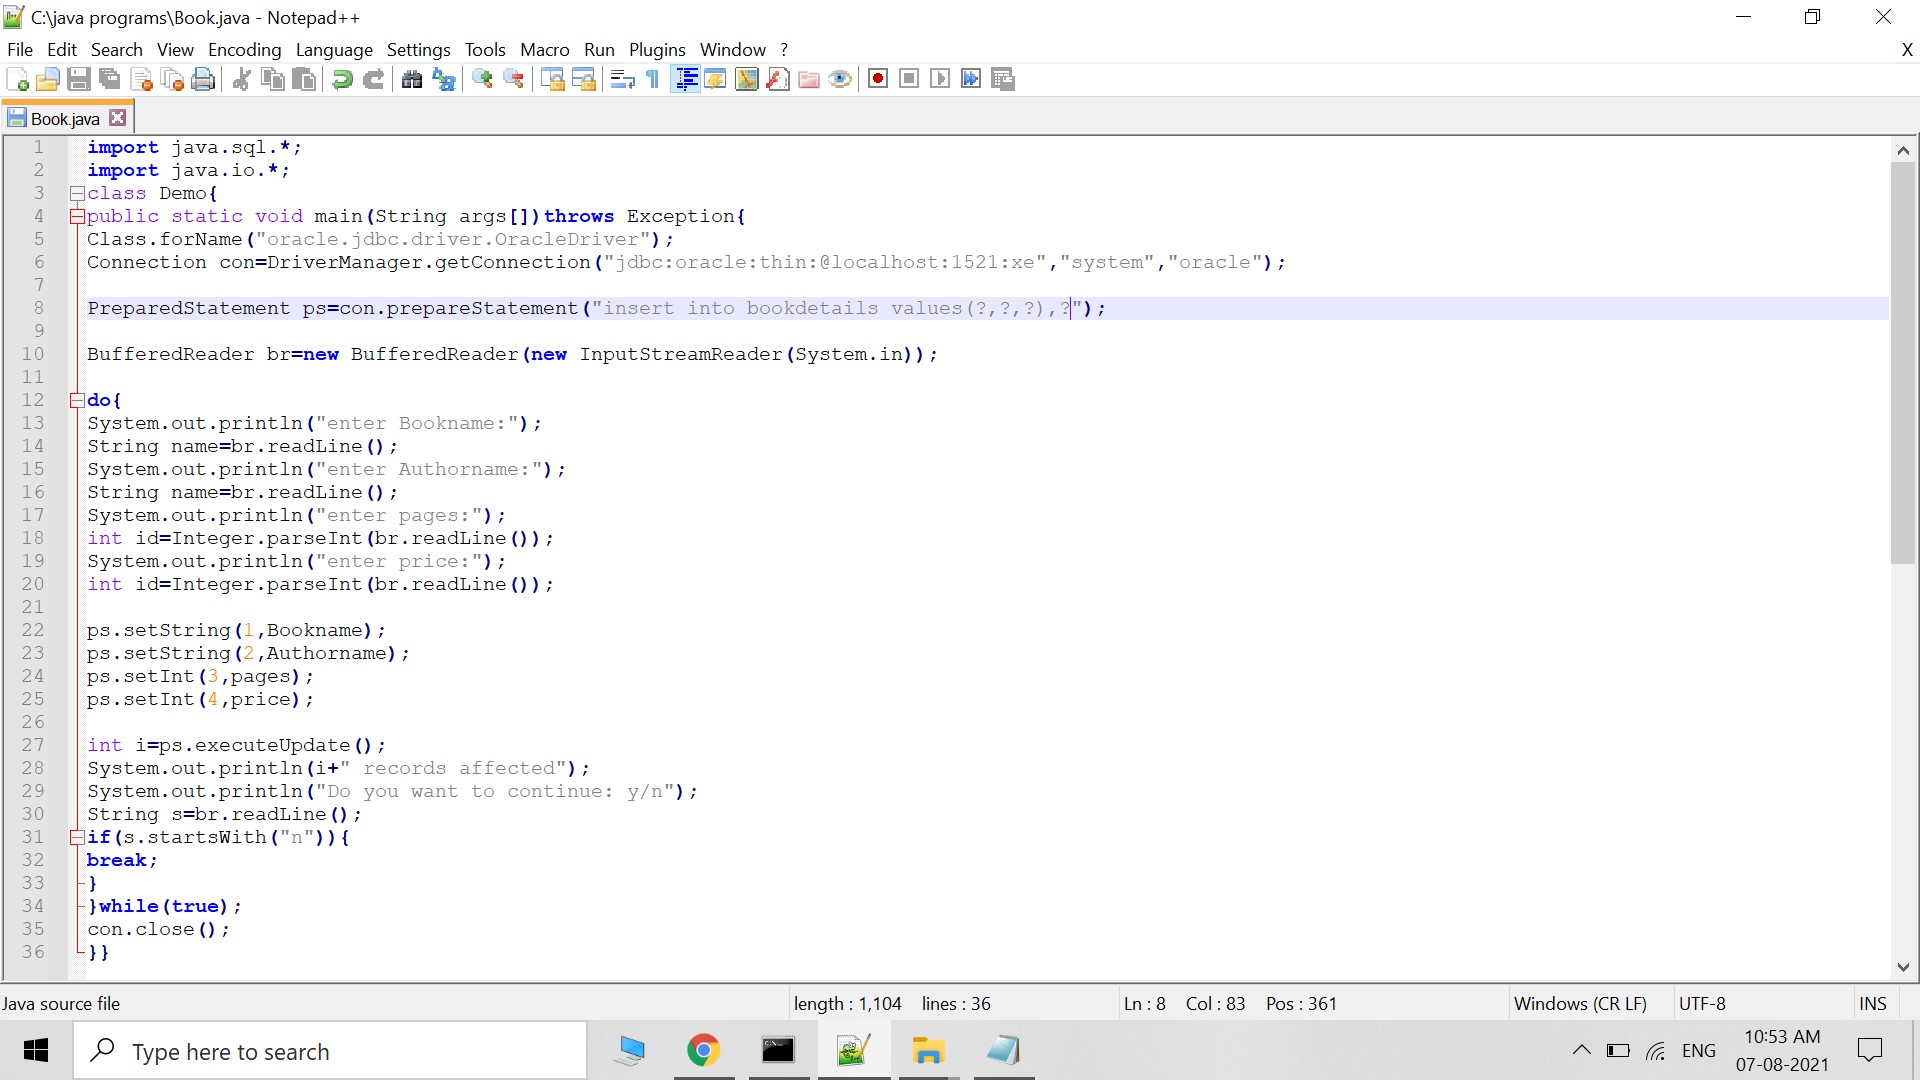 C:\java programs\Book.java - Notepad++
File Edit Search View Encoding Language Settings Tools Macro Run Plugins Window ? X
Book.java
1 import java.sql.*;
2 import java.io.*;
3 class Demo{
4 public static void main(String args[])throws Exception{
5 Class.forName("oracle.jdbc.driver.OracleDriver");
6 Connection con=DriverManager.getConnection("jdbc:oracle:thin:@localhost:1521:xe","system","oracle");
7
8 PreparedStatement ps=con.prepareStatement("insert into bookdetails values(?,?,?),?");
9
10 BufferedReader br=new BufferedReader(new InputStreamReader(System.in));
11
12 do{
13 System.out.println("enter Bookname:");
14 String name=br.readLine();
15 System.out.println("enter Authorname:");
16 String name=br.readLine();
17 System.out.println("enter pages:");
18 int id=Integer.parseInt(br.readLine());
19 System.out.println("enter price:");
20 int id=Integer.parseInt(br.readLine());
21
22 ps.setString(1,Bookname);
23 ps.setString(2,Authorname);
24 ps.setInt(3,pages);
25 ps.setInt(4,price);
26
27 int i=ps.executeUpdate();
28 System.out.println(i+" records affected");
29 System.out.println("Do you want to continue: y/n");
30 String s=br.readLine();
31 if(s.startsWith("n")){
32 break;
33 }
34 }while(true);
35 con.close();
36 }}
Java source file length : 1,104 lines : 36 Ln : 8 Col : 83 Pos : 361 Windows (CR LF) UTF-8 INS
Type here to search
ENG
10:53 AM
07-08-2021